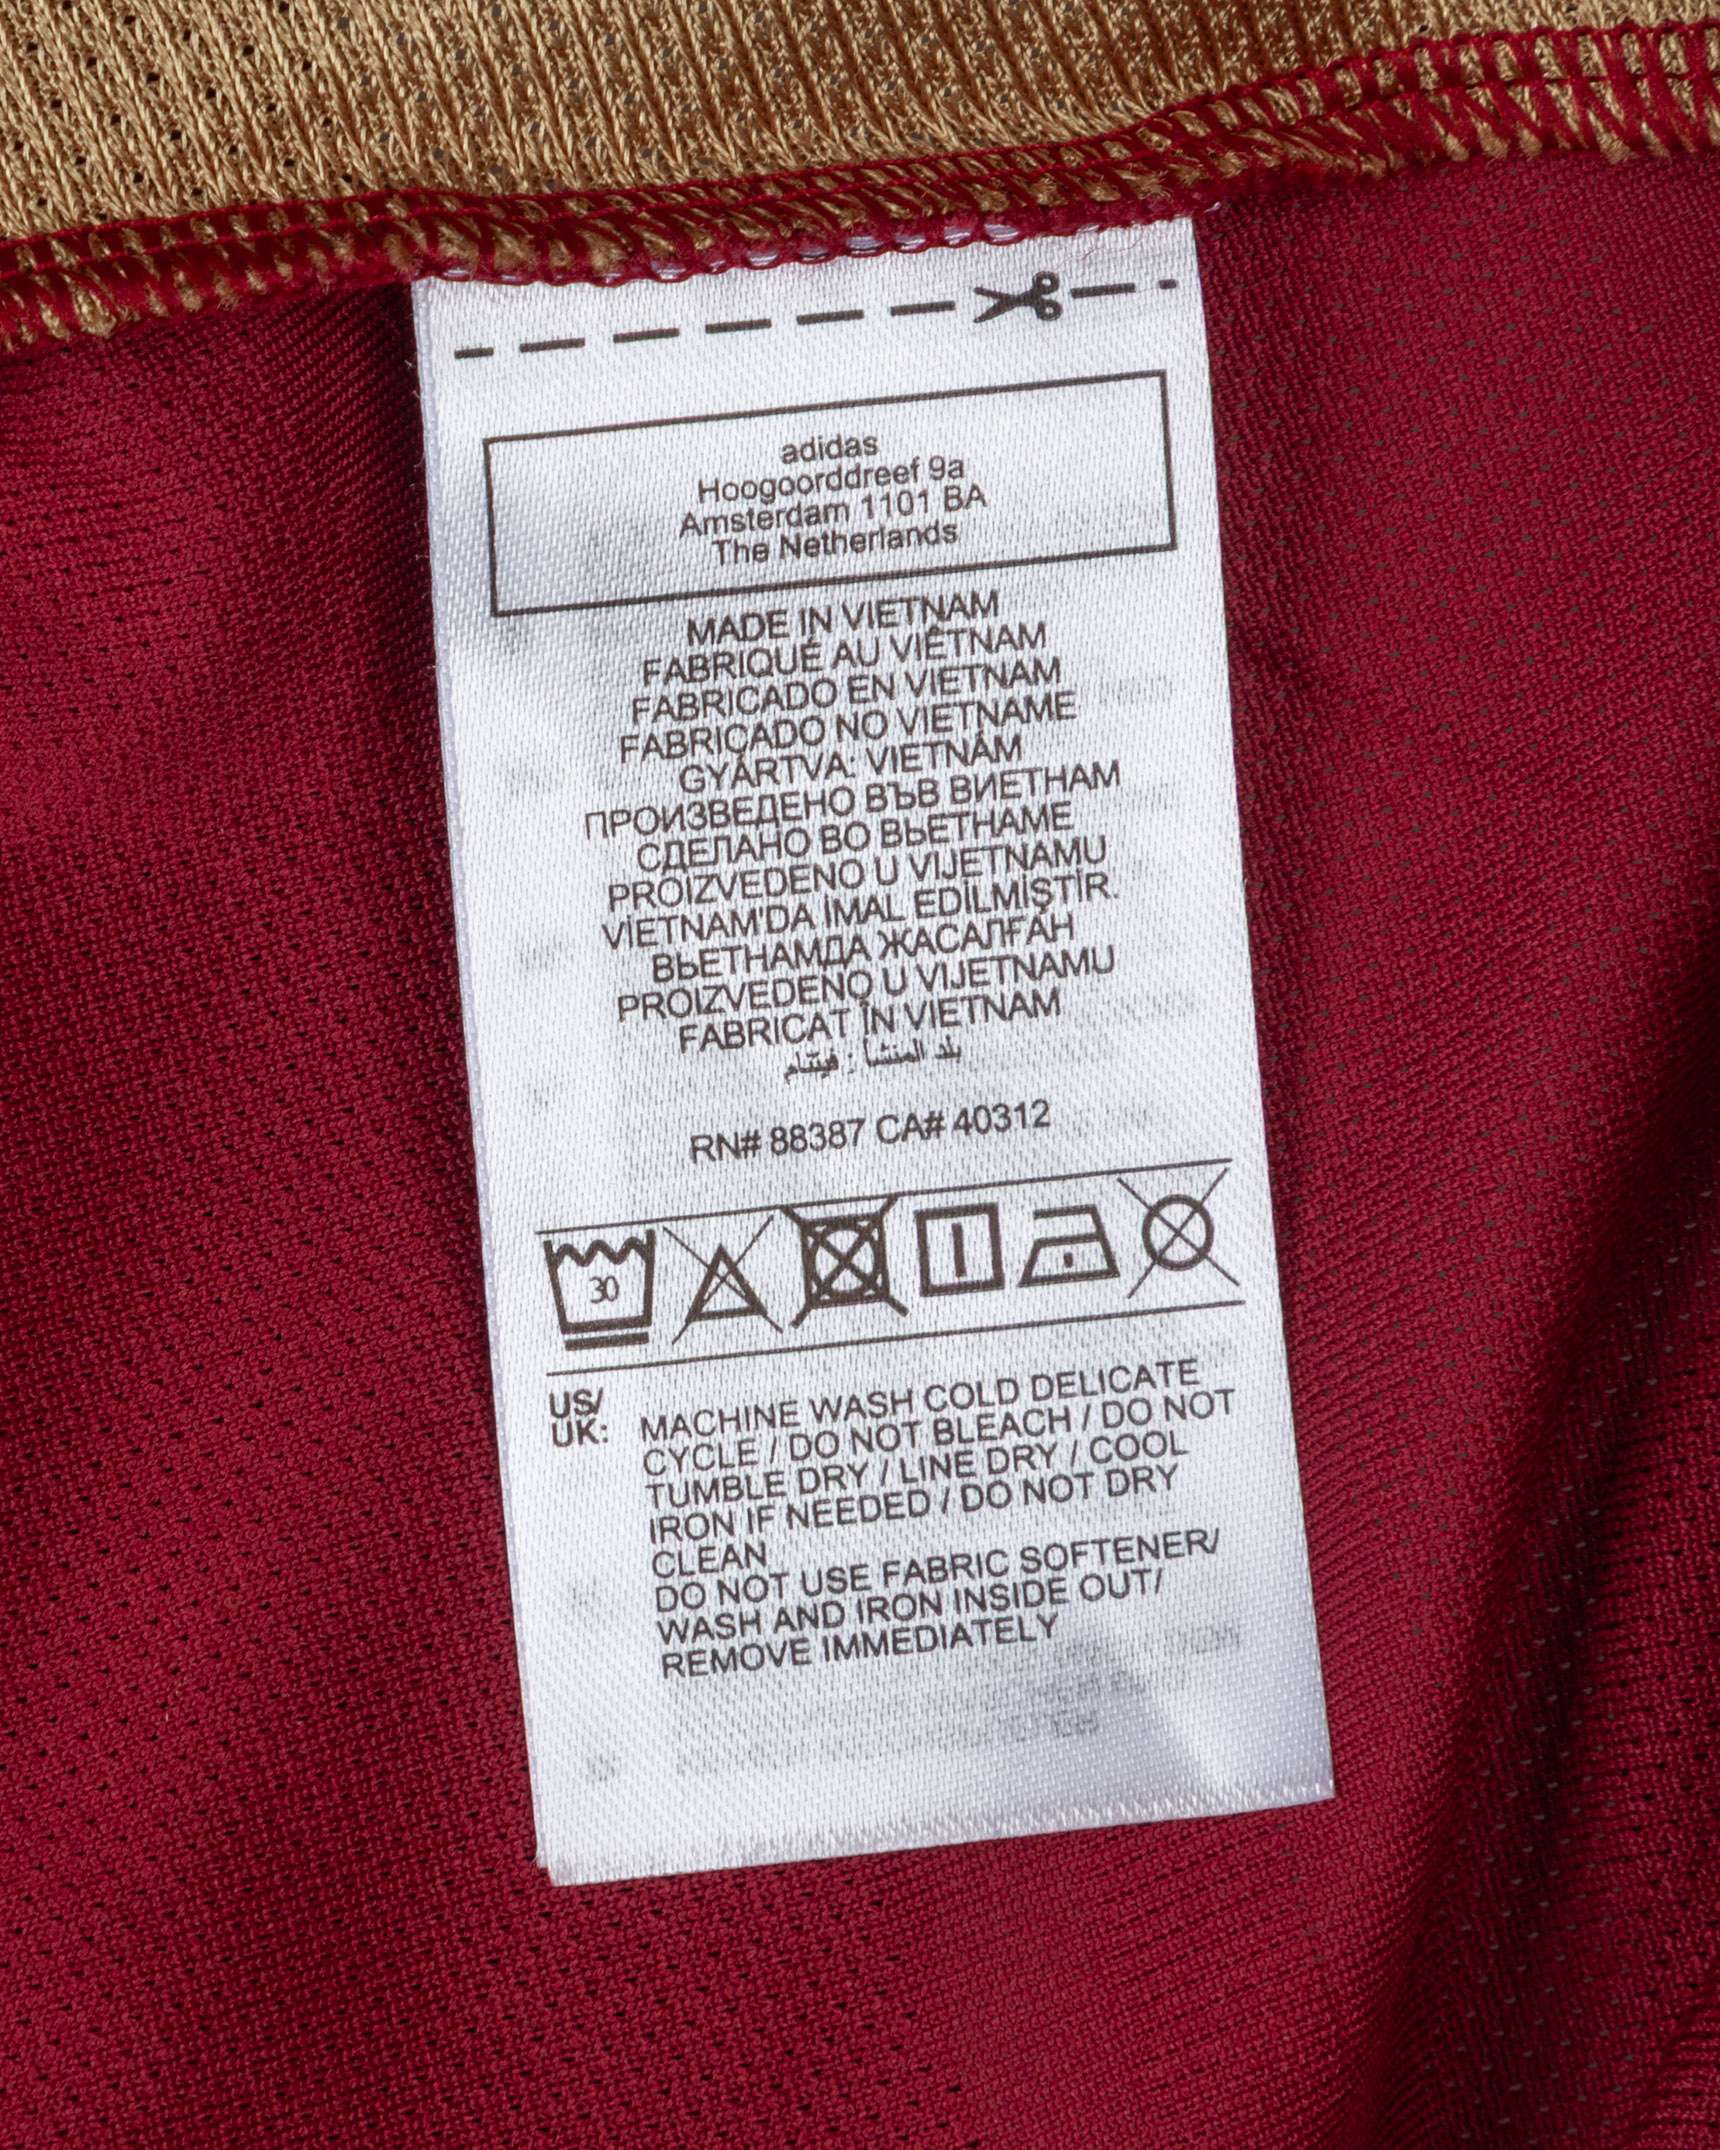 adidas
Hoogoorddreef 9a
Amsterdam 1101 BA
The Netherlands
MADE IN VIETNAM
FABRIQUÉ AU VIÊTNAM
FABRICADO EN VIETNAM
FABRICADO NO VIETNAME
GYÁRTVA: VIETNÁM
ПРОИЗВЕДЕНО ВЪВ ВИЕТНАМ
СДЕЛАНО ВО ВЬЕТНАМЕ
PROIZVEDENO U VIJETNAMU
VİETNAM'DA İMAL EDİLMİŞTİR.
ВЬЕТНАМДА ЖАСАЛҒАН
PROIZVEDENO U VIJETNAMU
FABRICAT ÎN VIETNAM
بلد المنشأ : فيتنام
RN# 88387 CA# 40312
30
US/
UK:
MACHINE WASH COLD DELICATE
CYCLE / DO NOT BLEACH / DO NOT
TUMBLE DRY / LINE DRY / COOL
IRON IF NEEDED / DO NOT DRY
CLEAN
DO NOT USE FABRIC SOFTENER/
WASH AND IRON INSIDE OUT/
REMOVE IMMEDIATELY